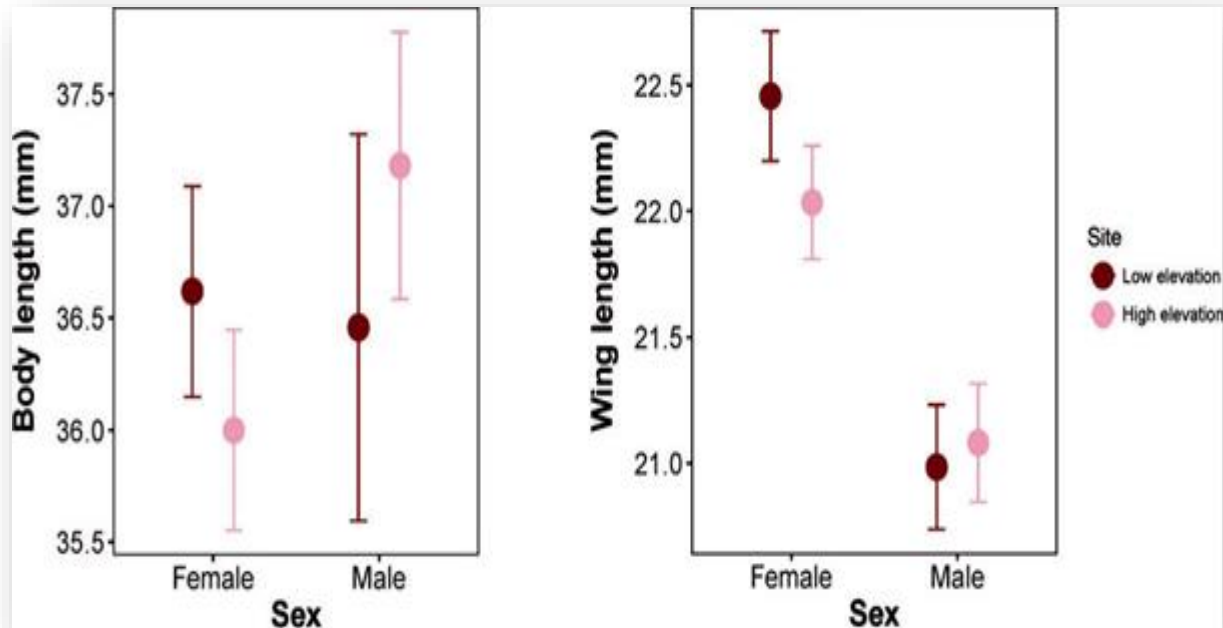 Body length (mm)
37.5
37.0
36.5
36.0
35.5
Female
Male
Sex
Wing length (mm)
22.5
22.0
21.5
21.0
Female
Male
Sex
Site
Low elevation
High elevation